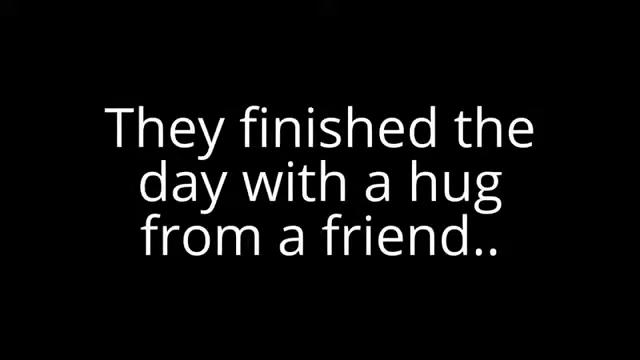 They finished the
day with a hug
from a friend..